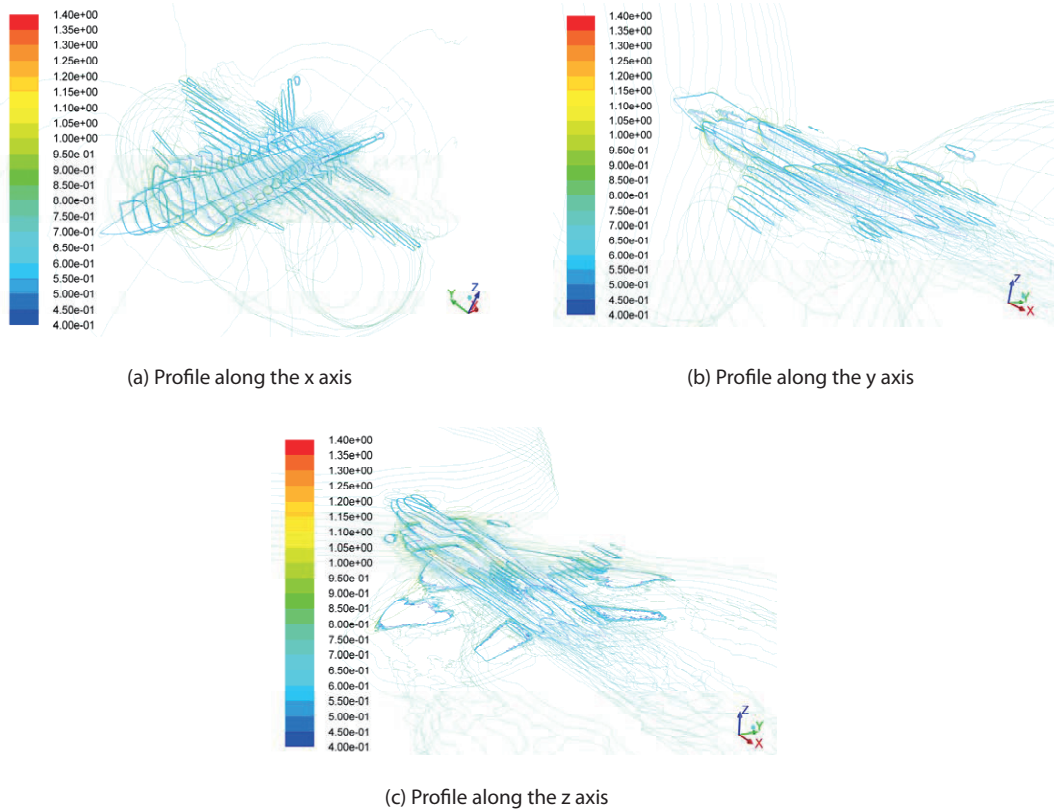 1.40e+00
1.35e+00
1.30e+00
1.25e+00
1.20e+00
1.15e+00
1.10e+00
1.05e+00
1.00e+00
9.50e-01
9.00e-01
8.50e-01
8.00e-01
7.50e-01
7.00e-01
6.50e-01
6.00e-01
5.50e-01
5.00e-01
4.50e-01
4.00e-01
Y
Z
X
(a) Profile along the x axis
1.40e+00
1.35e+00
1.30e+00
1.25e+00
1.20e+00
1.15e+00
1.10e+00
1.05e+00
1.00e+00
9.50e-01
9.00e-01
8.50e-01
8.00e-01
7.50e-01
7.00e-01
6.50e-01
6.00e-01
5.50e-01
5.00e-01
4.50e-01
4.00e-01
Z
Y
X
(b) Profile along the y axis
1.40e+00
1.35e+00
1.30e+00
1.25e+00
1.20e+00
1.15e+00
1.10e+00
1.05e+00
1.00e+00
9.50e-01
9.00e-01
8.50e-01
8.00e-01
7.50e-01
7.00e-01
6.50e-01
6.00e-01
5.50e-01
5.00e-01
4.50e-01
4.00e-01
Z
Y
X
(c) Profile along the z axis